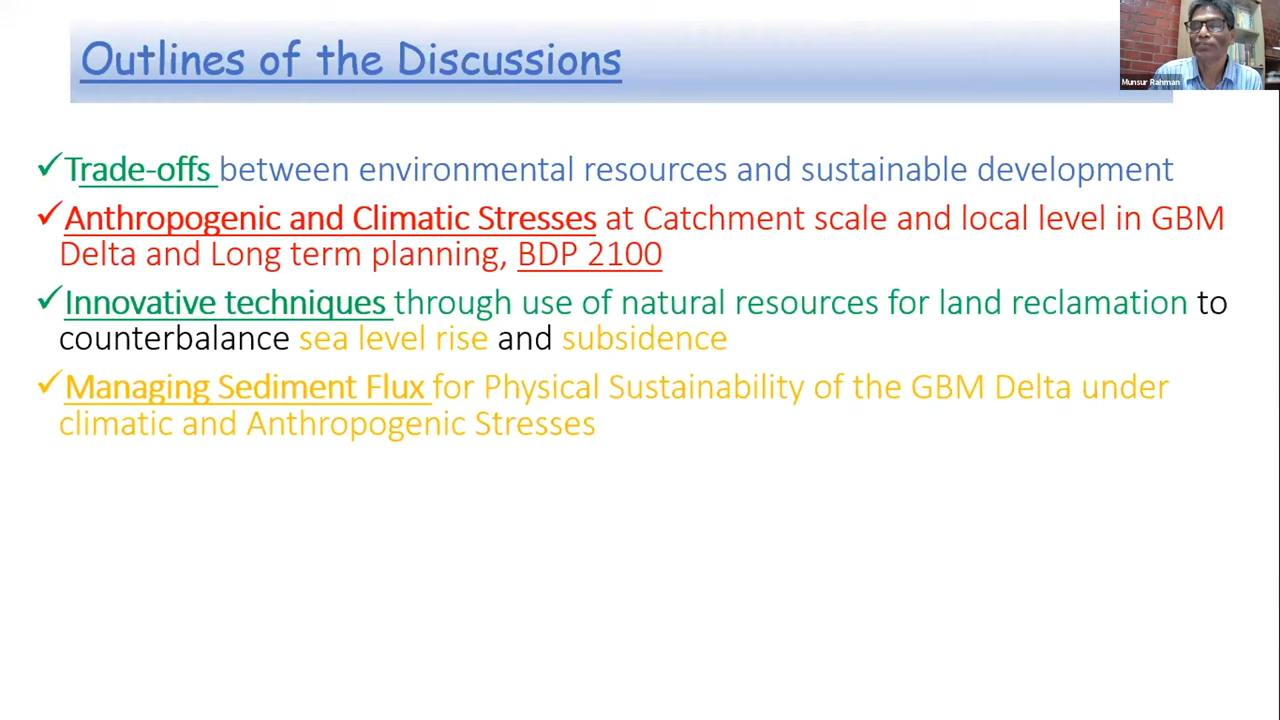 Outlines of the Discussions
Munsur Rahman
✓Trade-offs between environmental resources and sustainable development
✓Anthropogenic and Climatic Stresses at Catchment scale and local level in GBM
Delta and Long term planning, BDP 2100
✓Innovative techniques through use of natural resources for land reclamation to
counterbalance sea level rise and subsidence
✓Managing Sediment Flux for Physical Sustainability of the GBM Delta under
climatic and Anthropogenic Stresses